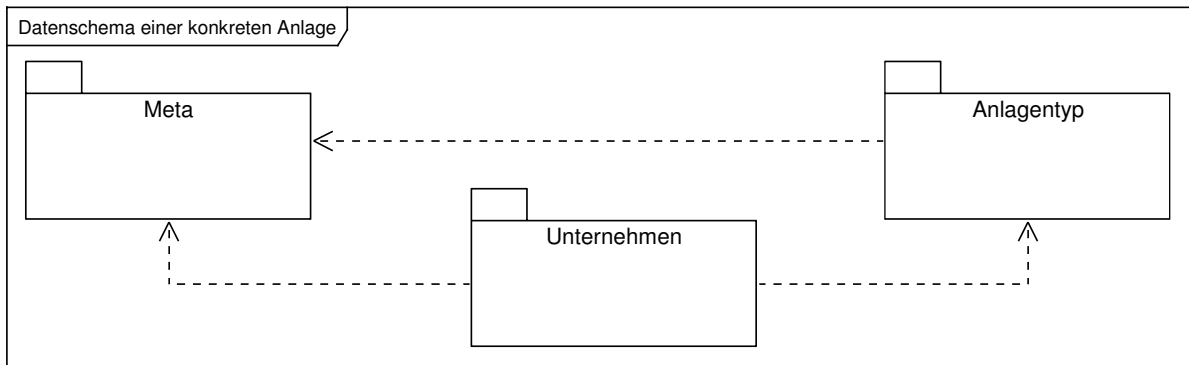 Datenschema einer konkreten Anlage
Meta
Anlagentyp
Unternehmen